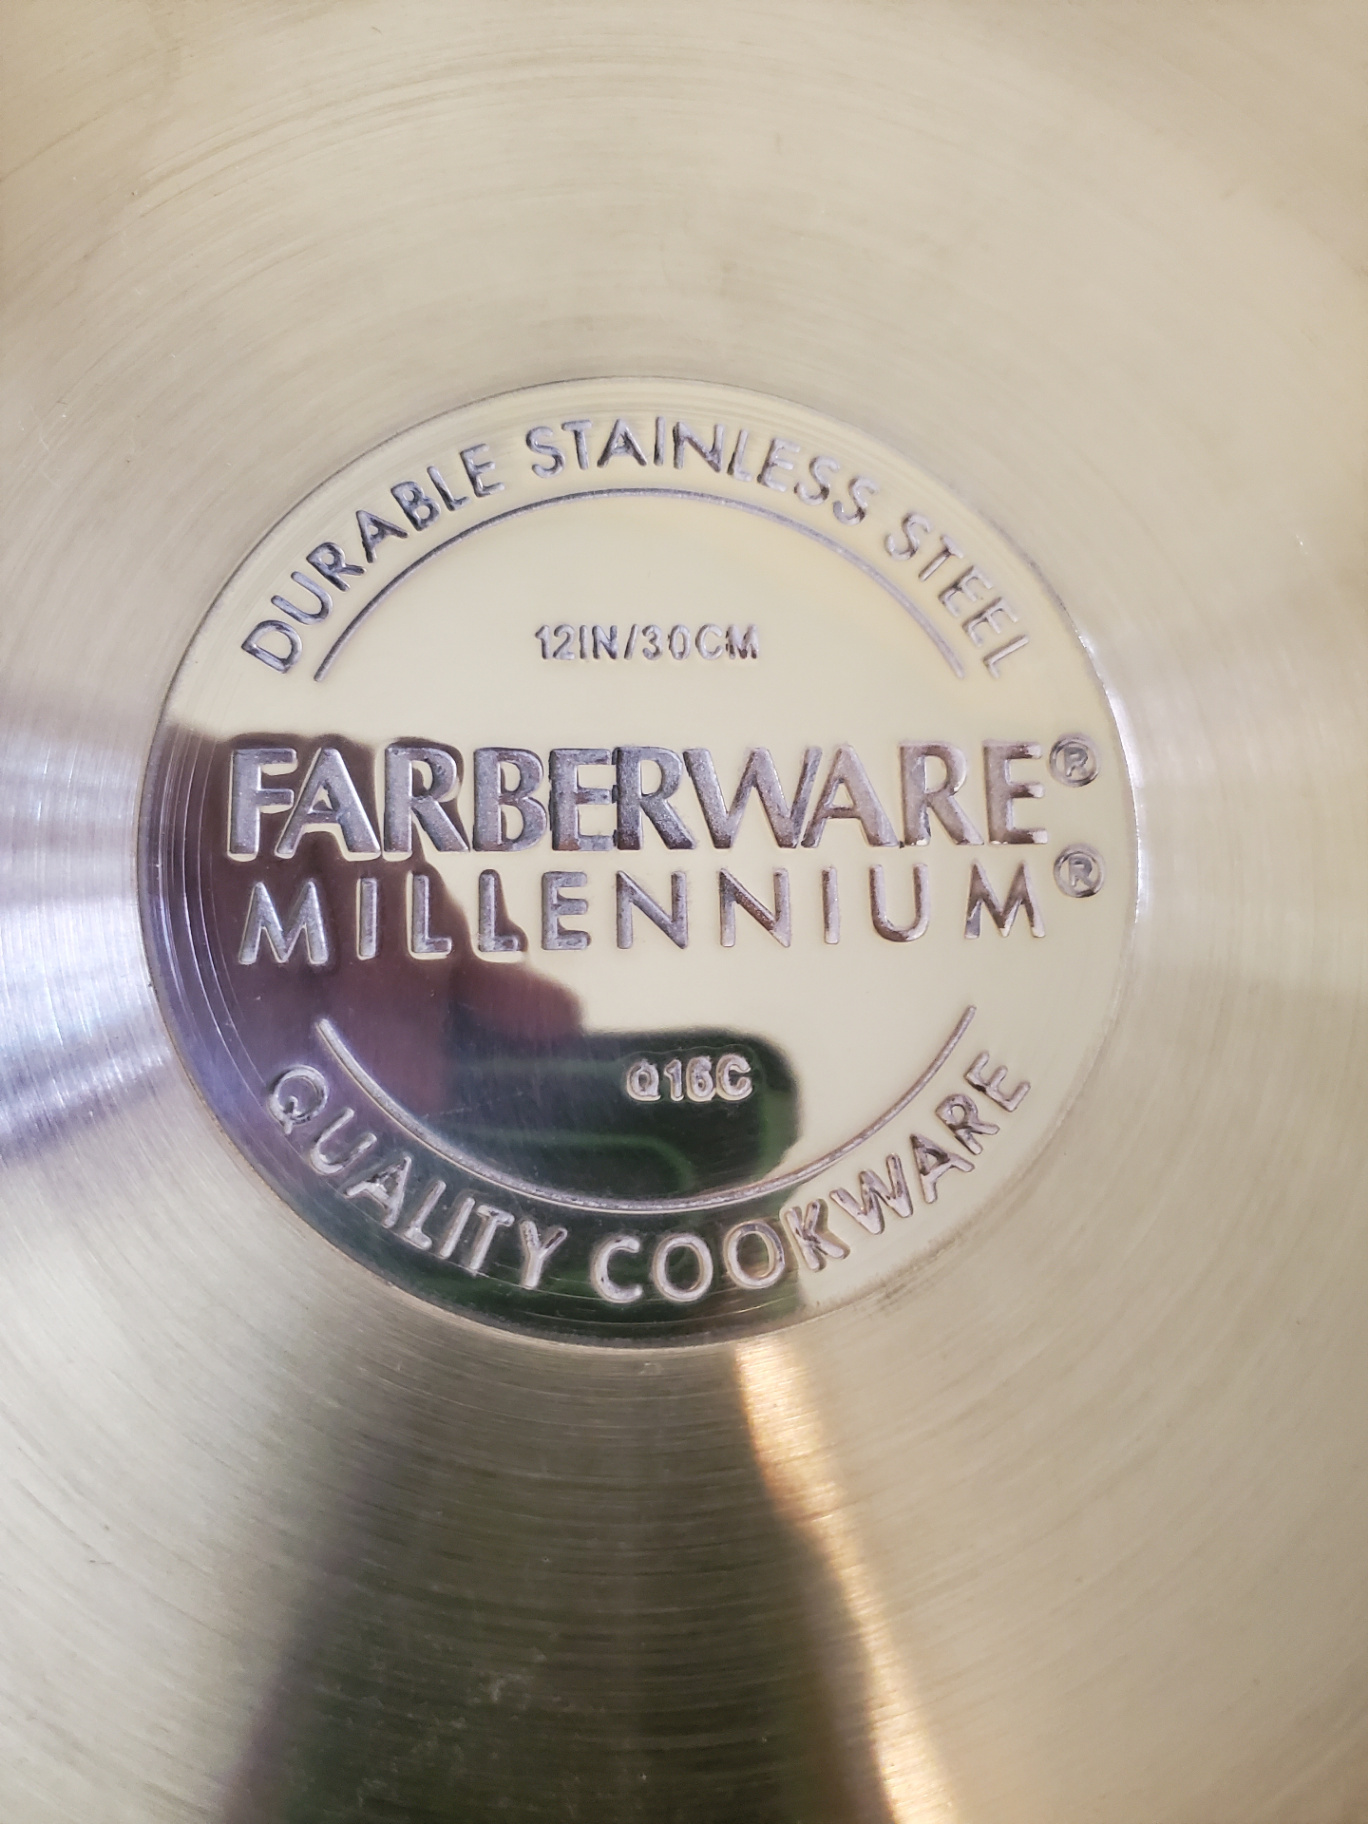 DURABLE STAINLESS STEEL
12IN/30CM
FARBERWARE®
MILLENNIUM®
Q16C
QUALITY COOKWARE